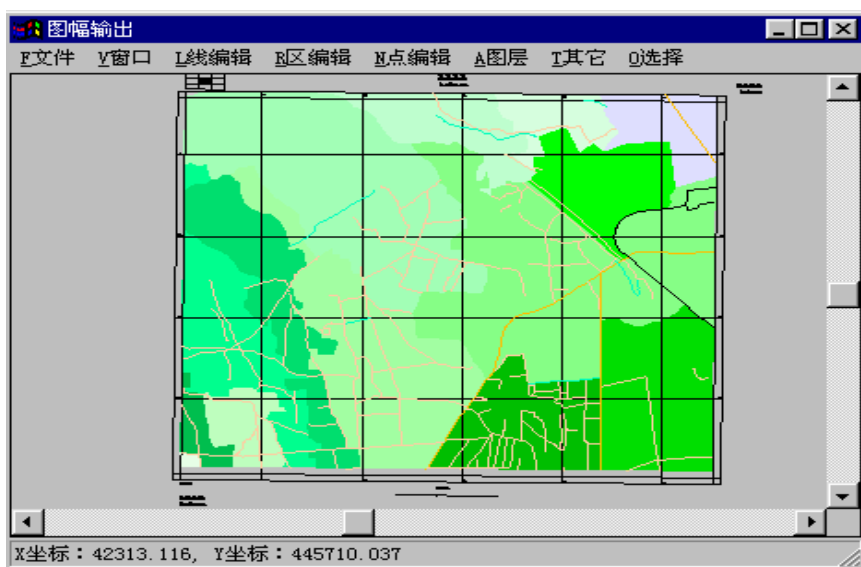 图幅输出
F文件 V窗口 L线编辑 R区编辑 N点编辑 A图层 T其它 O选择
X坐标：42313.116, Y坐标：445710.037